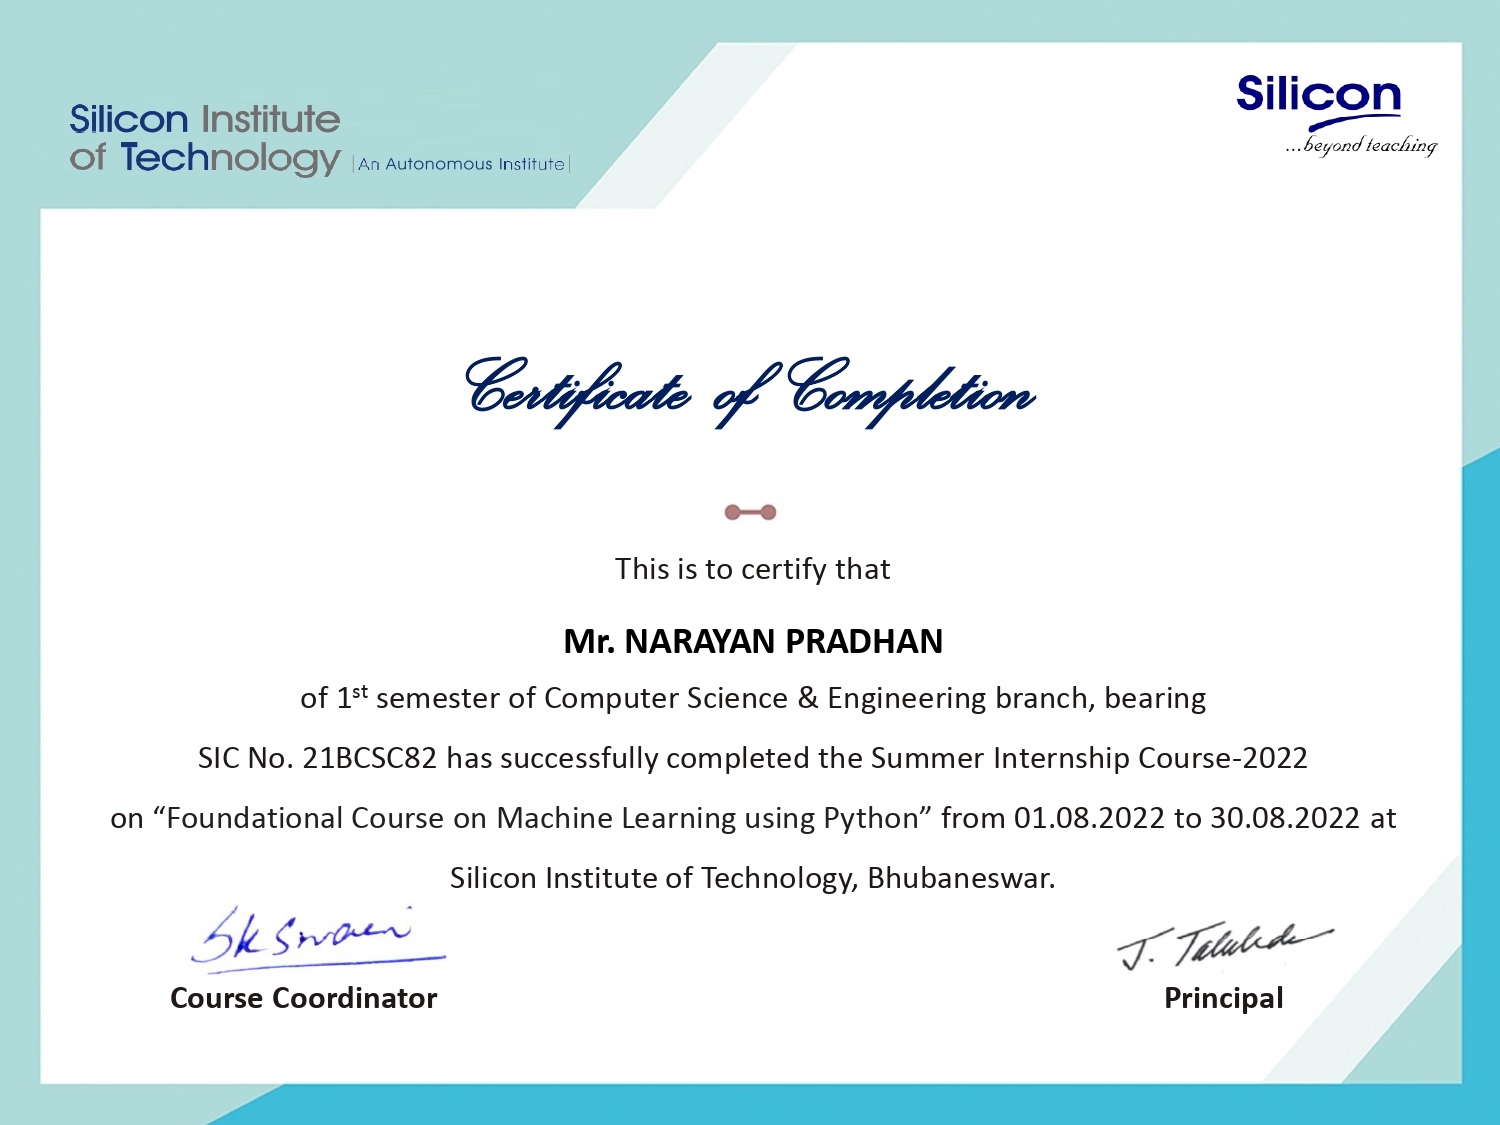 Silicon Institute
of Technology |An Autonomous Institute|
Silicon
...beyond teaching
Certificate of Completion
This is to certify that
Mr. NARAYAN PRADHAN
of 1st semester of Computer Science & Engineering branch, bearing
SIC No. 21BCSC82 has successfully completed the Summer Internship Course-2022
on “Foundational Course on Machine Learning using Python” from 01.08.2022 to 30.08.2022 at
Silicon Institute of Technology, Bhubaneswar.
SK Swain
J.
Course Coordinator
Principal